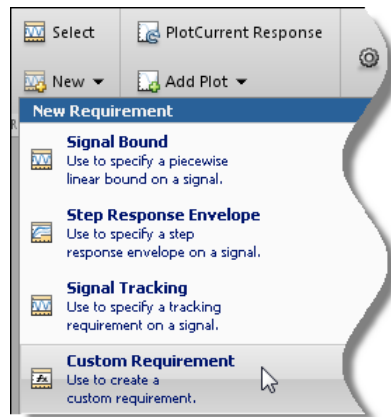 Select
PlotCurrent Response
New
Add Plot
R
New Requirement
Signal Bound
Use to specify a piecewise
linear bound on a signal.
Step Response Envelope
Use to specify a step
response envelope on a signal.
Signal Tracking
Use to specify a tracking
requirement on a signal.
fx
Custom Requirement
Use to create a
custom requirement.